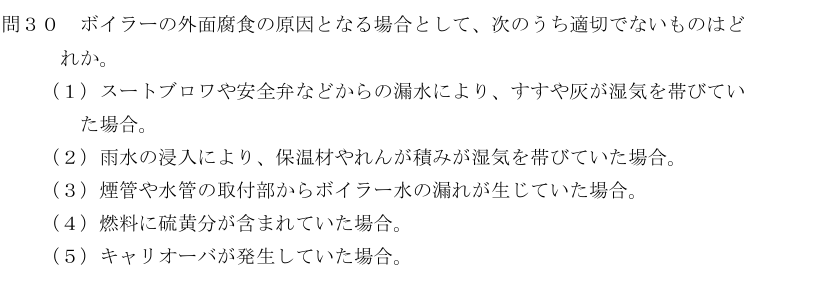 問３０　ボイラーの外面腐食の原因となる場合として、次のうち適切でないものはど
れか。
（１）スートブロワや安全弁などからの漏水により、すすや灰が湿気を帯びてい
た場合。
（２）雨水の浸入により、保温材やれんが積みが湿気を帯びていた場合。
（３）煙管や水管の取付部からボイラー水の漏れが生じていた場合。
（４）燃料に硫黄分が含まれていた場合。
（５）キャリオーバが発生していた場合。